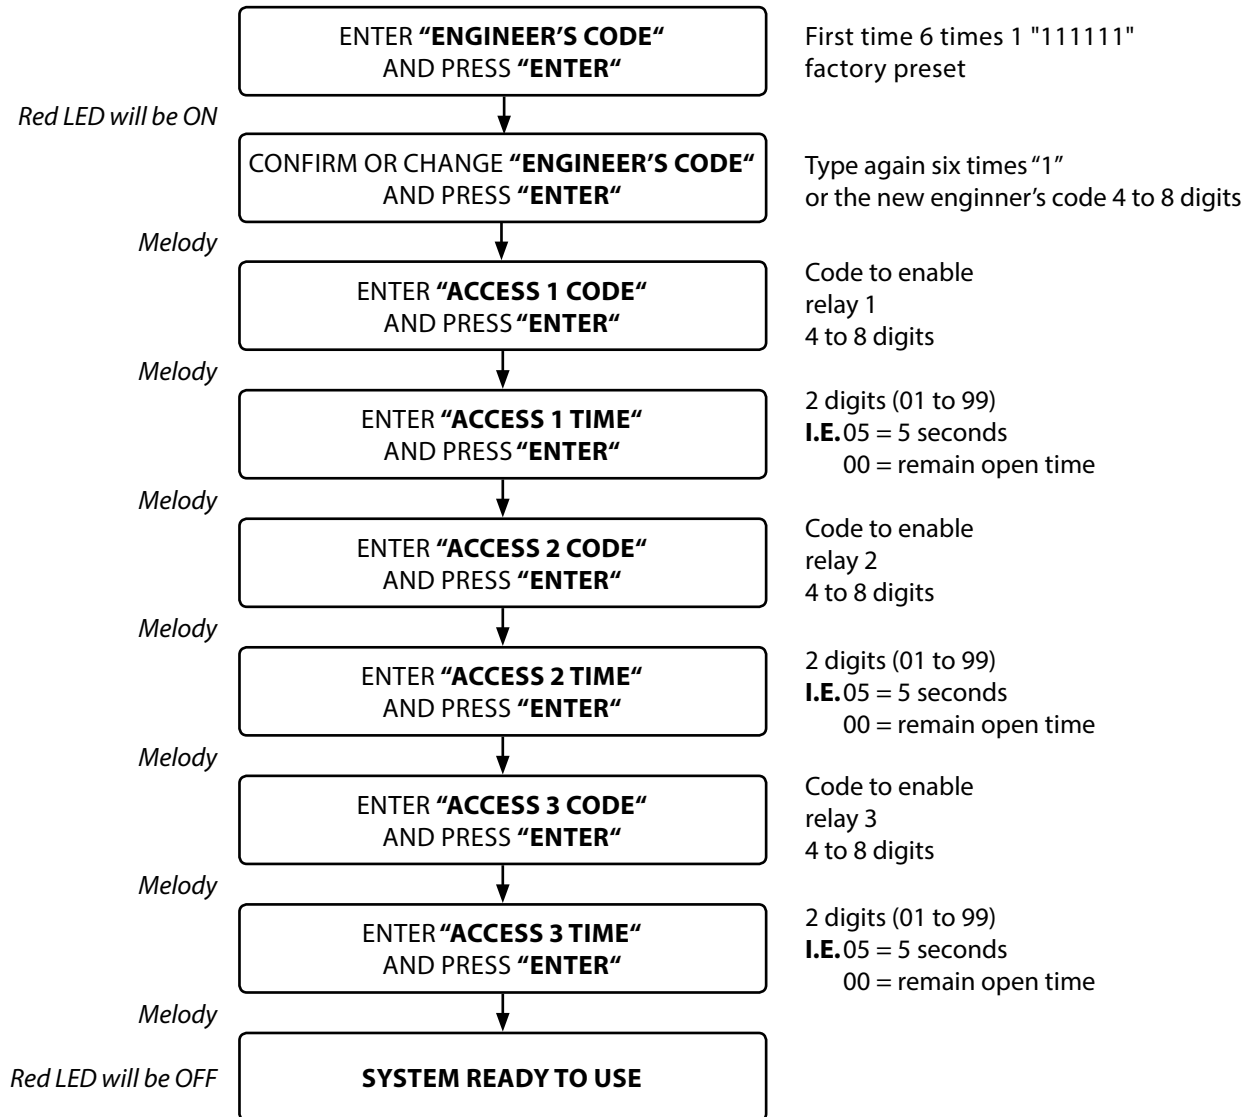 ENTER “ENGINEER'S CODE“
AND PRESS “ENTER“
First time 6 times 1 "111111"
factory preset
Red LED will be ON
CONFIRM OR CHANGE “ENGINEER'S CODE“
AND PRESS “ENTER“
Type again six times “1”
or the new enginner’s code 4 to 8 digits
Melody
ENTER “ACCESS 1 CODE“
AND PRESS “ENTER“
Code to enable
relay 1
4 to 8 digits
Melody
ENTER “ACCESS 1 TIME“
AND PRESS “ENTER“
2 digits (01 to 99)
I.E. 05 = 5 seconds
00 = remain open time
Melody
ENTER “ACCESS 2 CODE“
AND PRESS “ENTER“
Code to enable
relay 2
4 to 8 digits
Melody
ENTER “ACCESS 2 TIME“
AND PRESS “ENTER“
2 digits (01 to 99)
I.E. 05 = 5 seconds
00 = remain open time
Melody
ENTER “ACCESS 3 CODE“
AND PRESS “ENTER“
Code to enable
relay 3
4 to 8 digits
Melody
ENTER “ACCESS 3 TIME“
AND PRESS “ENTER“
2 digits (01 to 99)
I.E. 05 = 5 seconds
00 = remain open time
Melody
Red LED will be OFF
SYSTEM READY TO USE